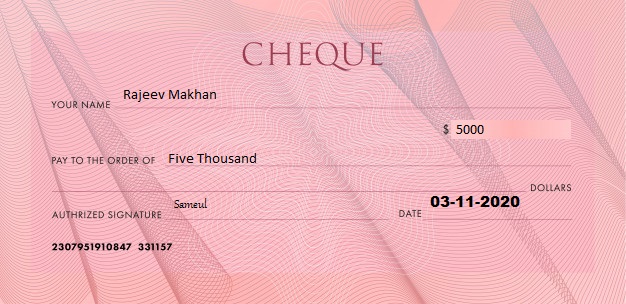 CHEQUE
YOUR NAME Rajeev Makhan
$ 5000
PAY TO THE ORDER OF Five Thousand
DOLLARS
AUTHRIZED SIGNATURE Sameul DATE 03-11-2020
2307951910847 331157